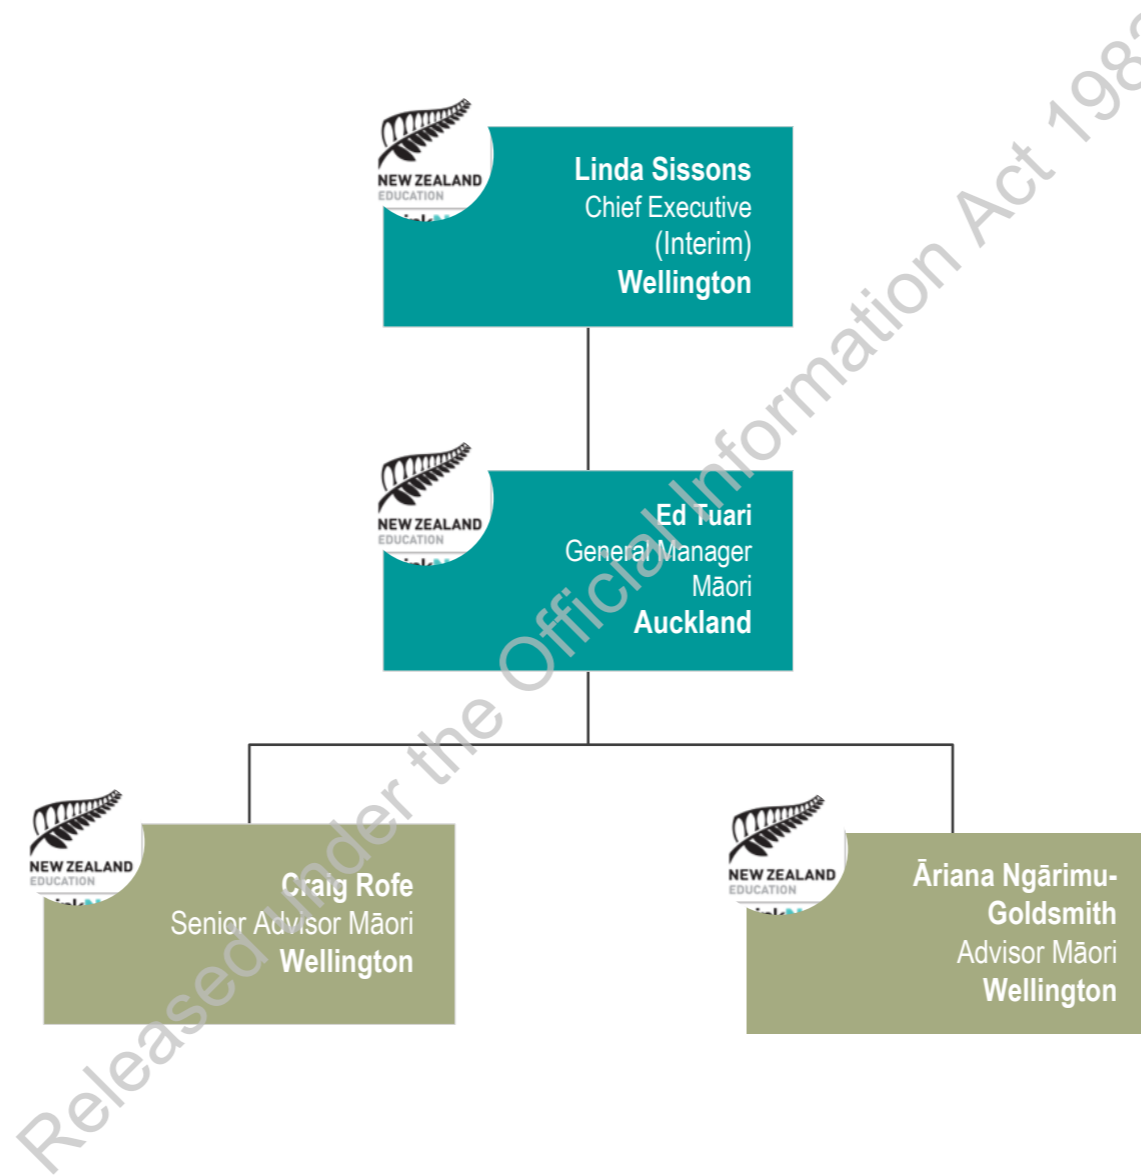 NEW ZEALAND
EDUCATION
Linda Sissons
Chief Executive
(Interim)
Wellington
NEW ZEALAND
EDUCATION
Ed Tuari
General Manager
Māori
Auckland
NEW ZEALAND
EDUCATION
Craig Rofe
Senior Advisor Māori
Wellington
NEW ZEALAND
EDUCATION
Āriana Ngārimu-
Goldsmith
Advisor Māori
Wellington
Released under the Official Information Act 198